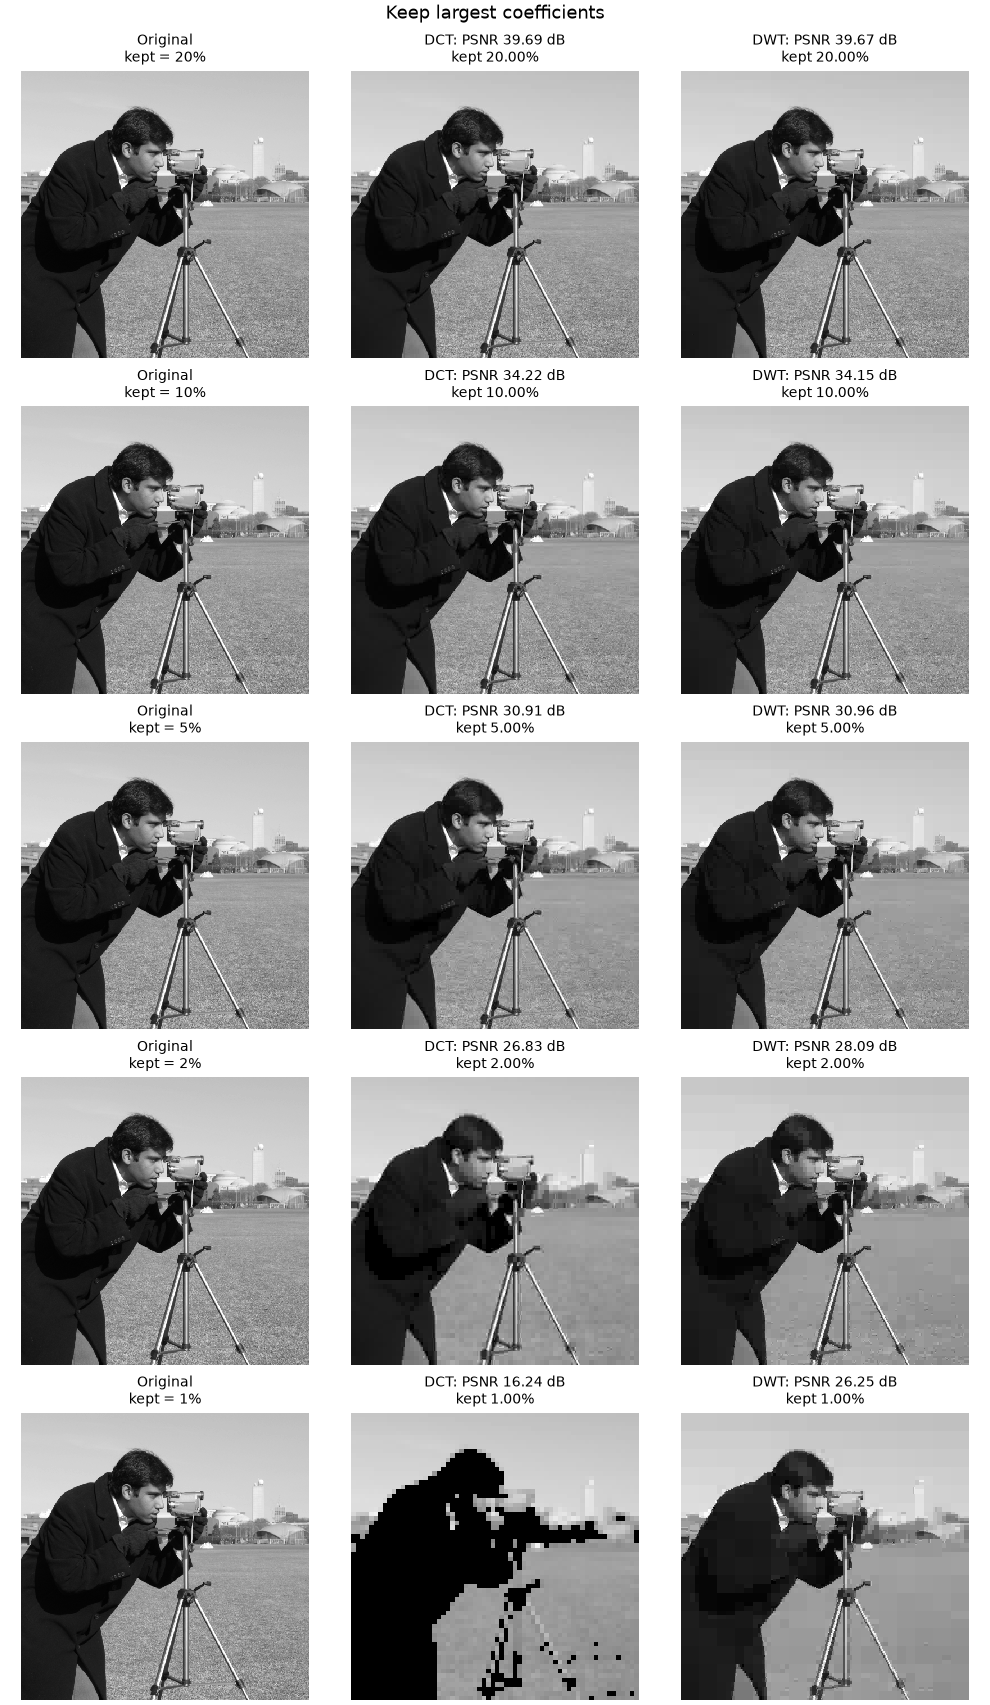 Keep largest coefficients
Original
kept = 20%
DCT: PSNR 39.69 dB
kept 20.00%
DWT: PSNR 39.67 dB
kept 20.00%
Original
kept = 10%
DCT: PSNR 34.22 dB
kept 10.00%
DWT: PSNR 34.15 dB
kept 10.00%
Original
kept = 5%
DCT: PSNR 30.91 dB
kept 5.00%
DWT: PSNR 30.96 dB
kept 5.00%
Original
kept = 2%
DCT: PSNR 26.83 dB
kept 2.00%
DWT: PSNR 28.09 dB
kept 2.00%
Original
kept = 1%
DCT: PSNR 16.24 dB
kept 1.00%
DWT: PSNR 26.25 dB
kept 1.00%